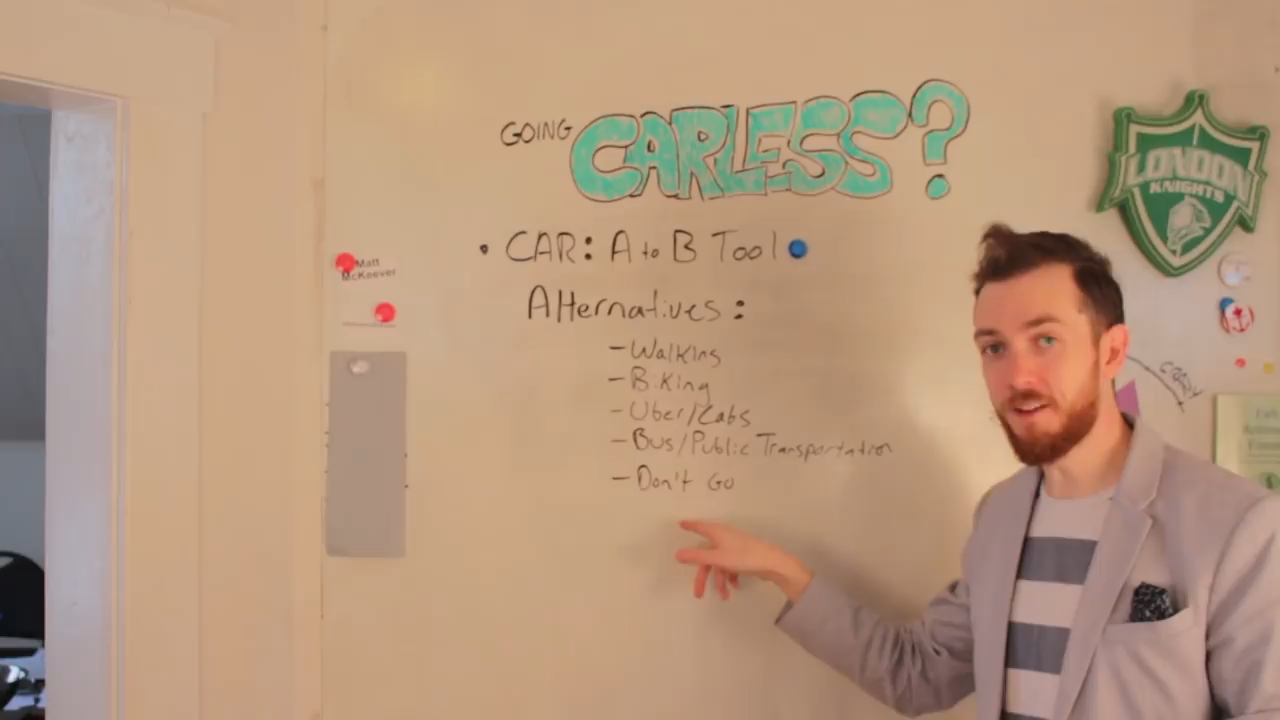 GOING CARLESS?
• CAR: A to B Tool
Alternatives:
- Walking
- Biking
- Uber/Cabs
- Bus/Public Transportation
- Don't Go
Matt
McKeever
LONDON
KNIGHTS